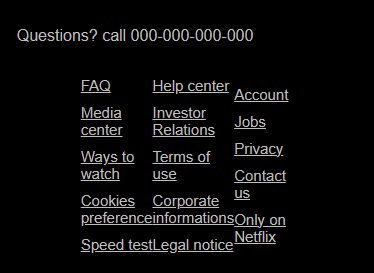 Questions? call 000-000-000-000
FAQ
Media
center
Ways to
watch
Cookies
preference
Speed test
Help center
Investor
Relations
Terms of
use
Corporate
informations
Legal notice
Account
Jobs
Privacy
Contact
us
Only on
Netflix